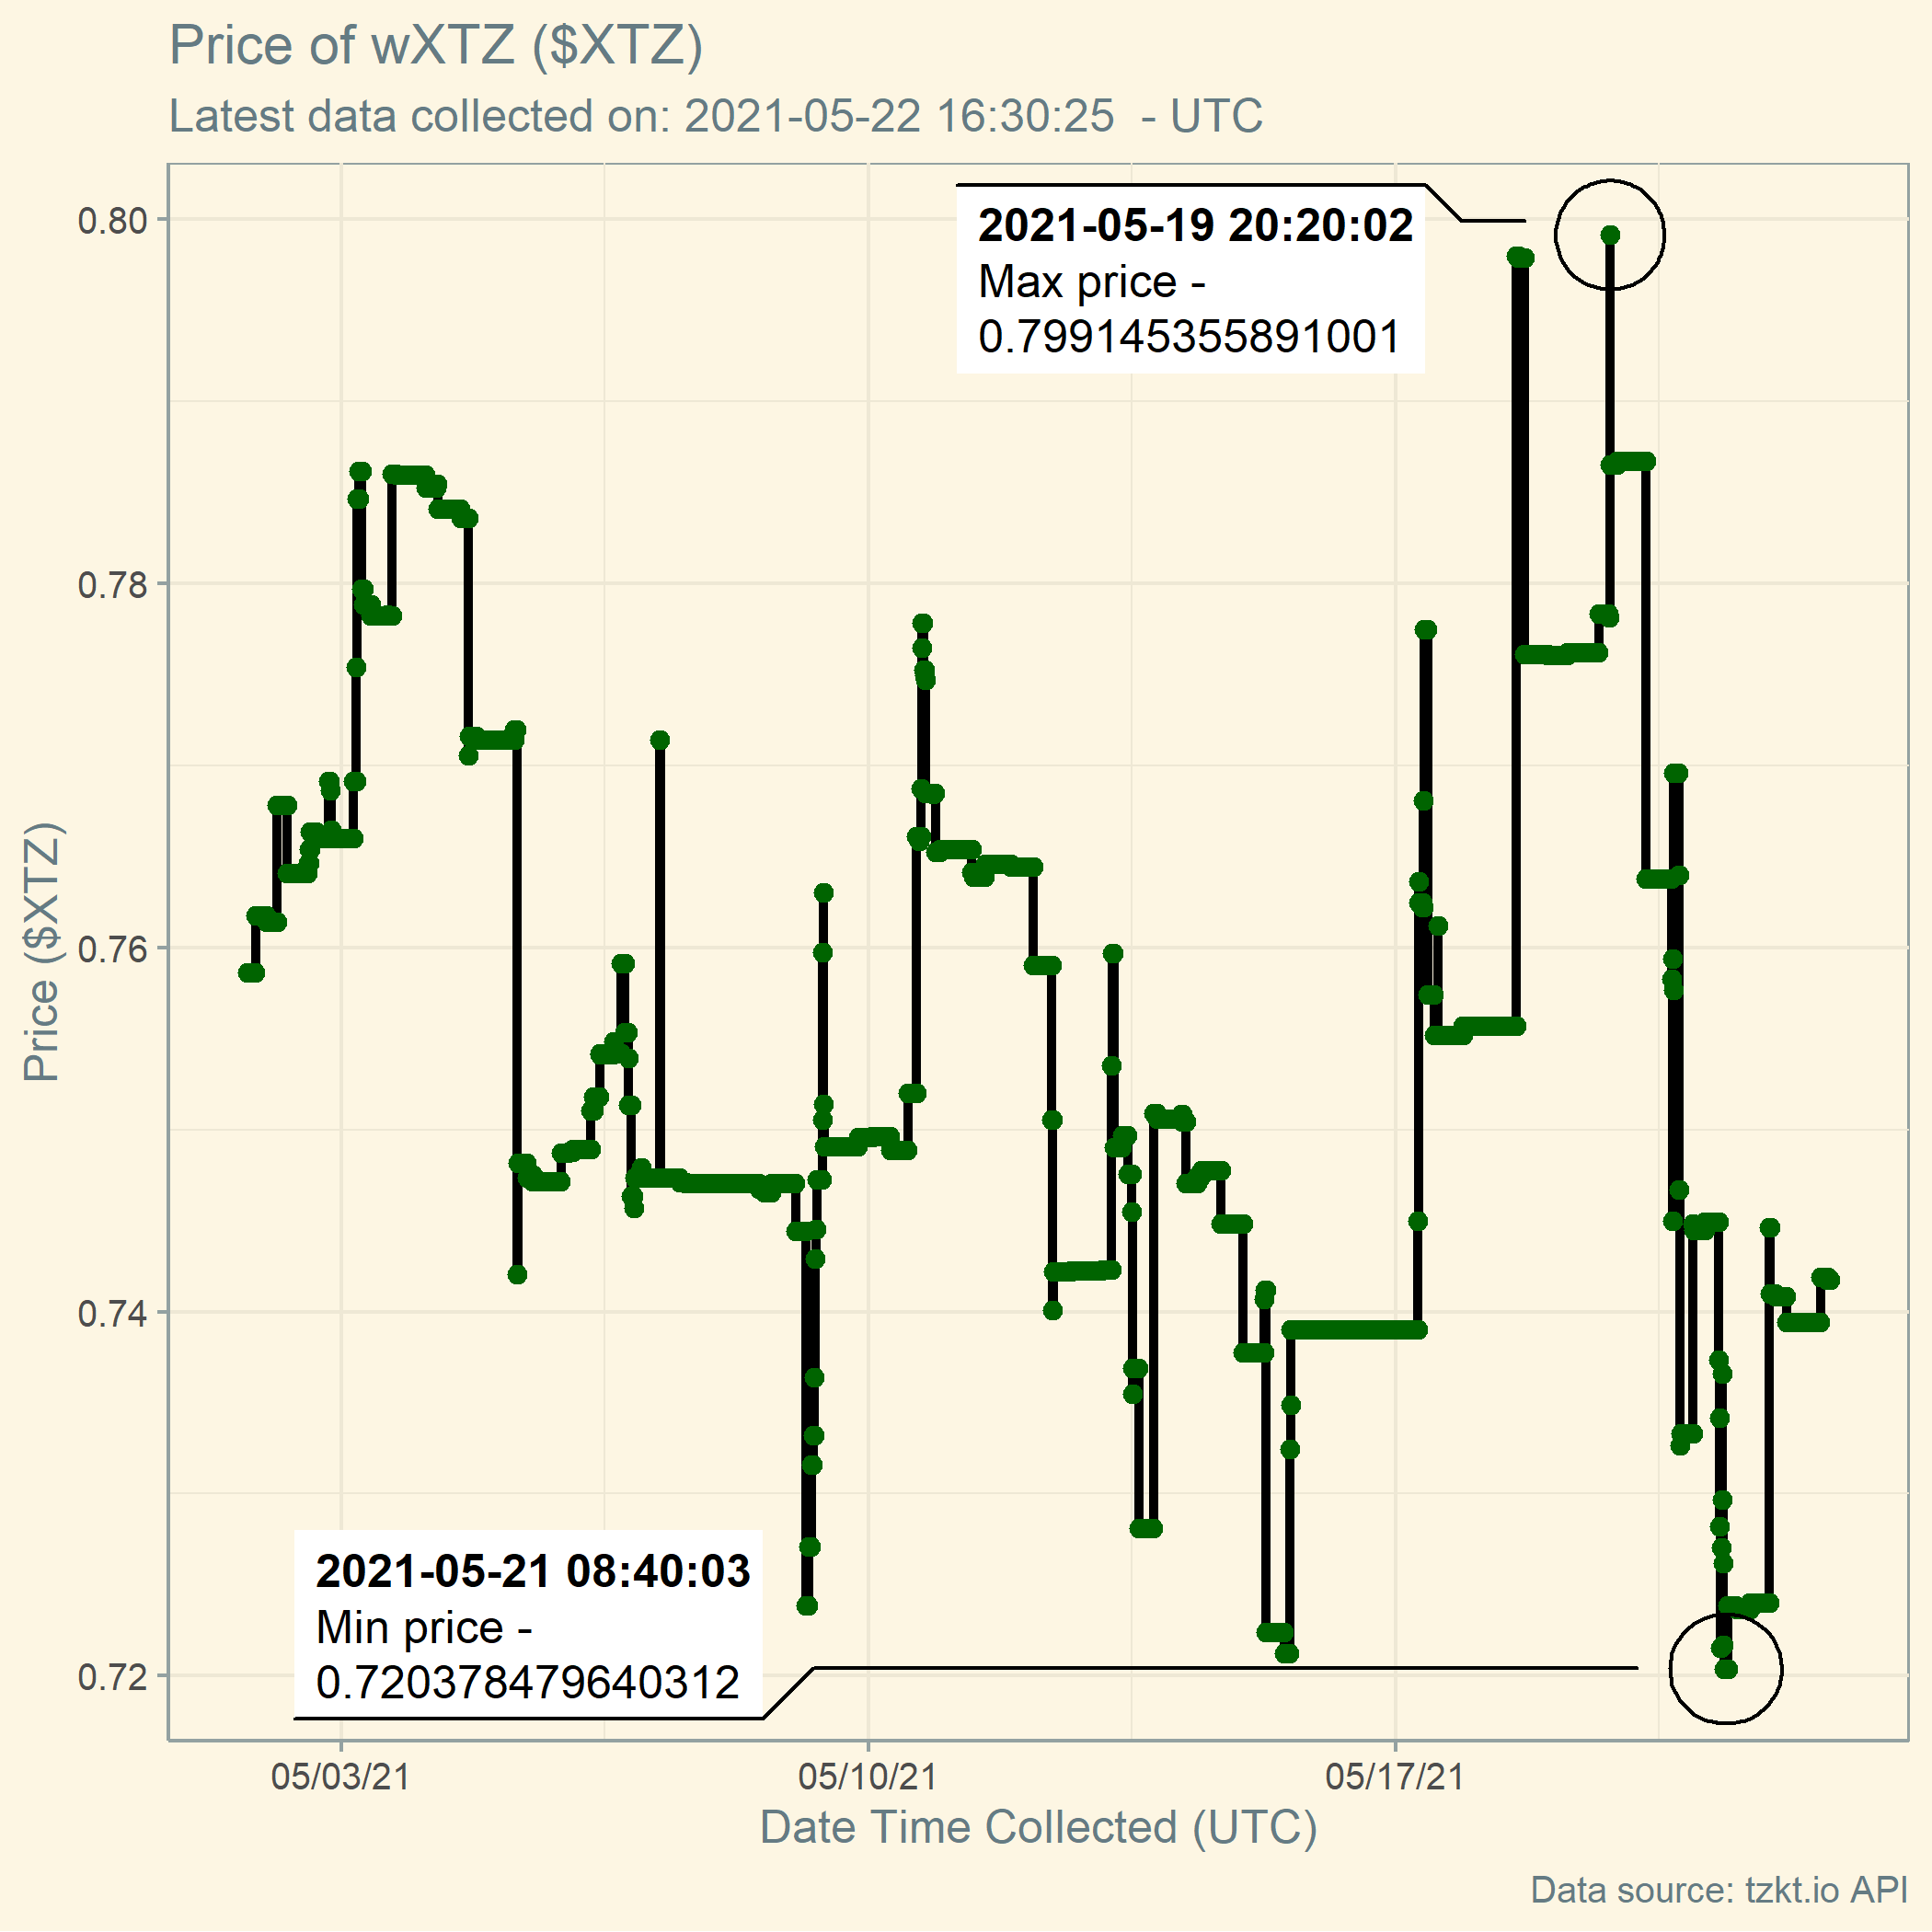 Price of wXTZ ($XTZ)
Latest data collected on: 2021-05-22 16:30:25  - UTC
2021-05-19 20:20:02
Max price -
0.799145355891001
0.80
0.78
0.76
0.74
0.72
Price ($XTZ)
2021-05-21 08:40:03
Min price -
0.720378479640312
05/03/21
05/10/21
05/17/21
Date Time Collected (UTC)
Data source: tzkt.io API